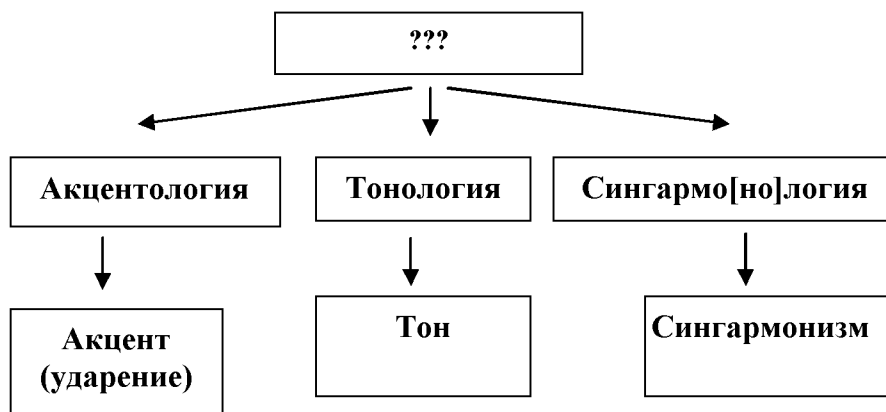 ???
Акцентология
Тонология
Сингармо[но]логия
Акцент
(ударение)
Тон
Сингармонизм